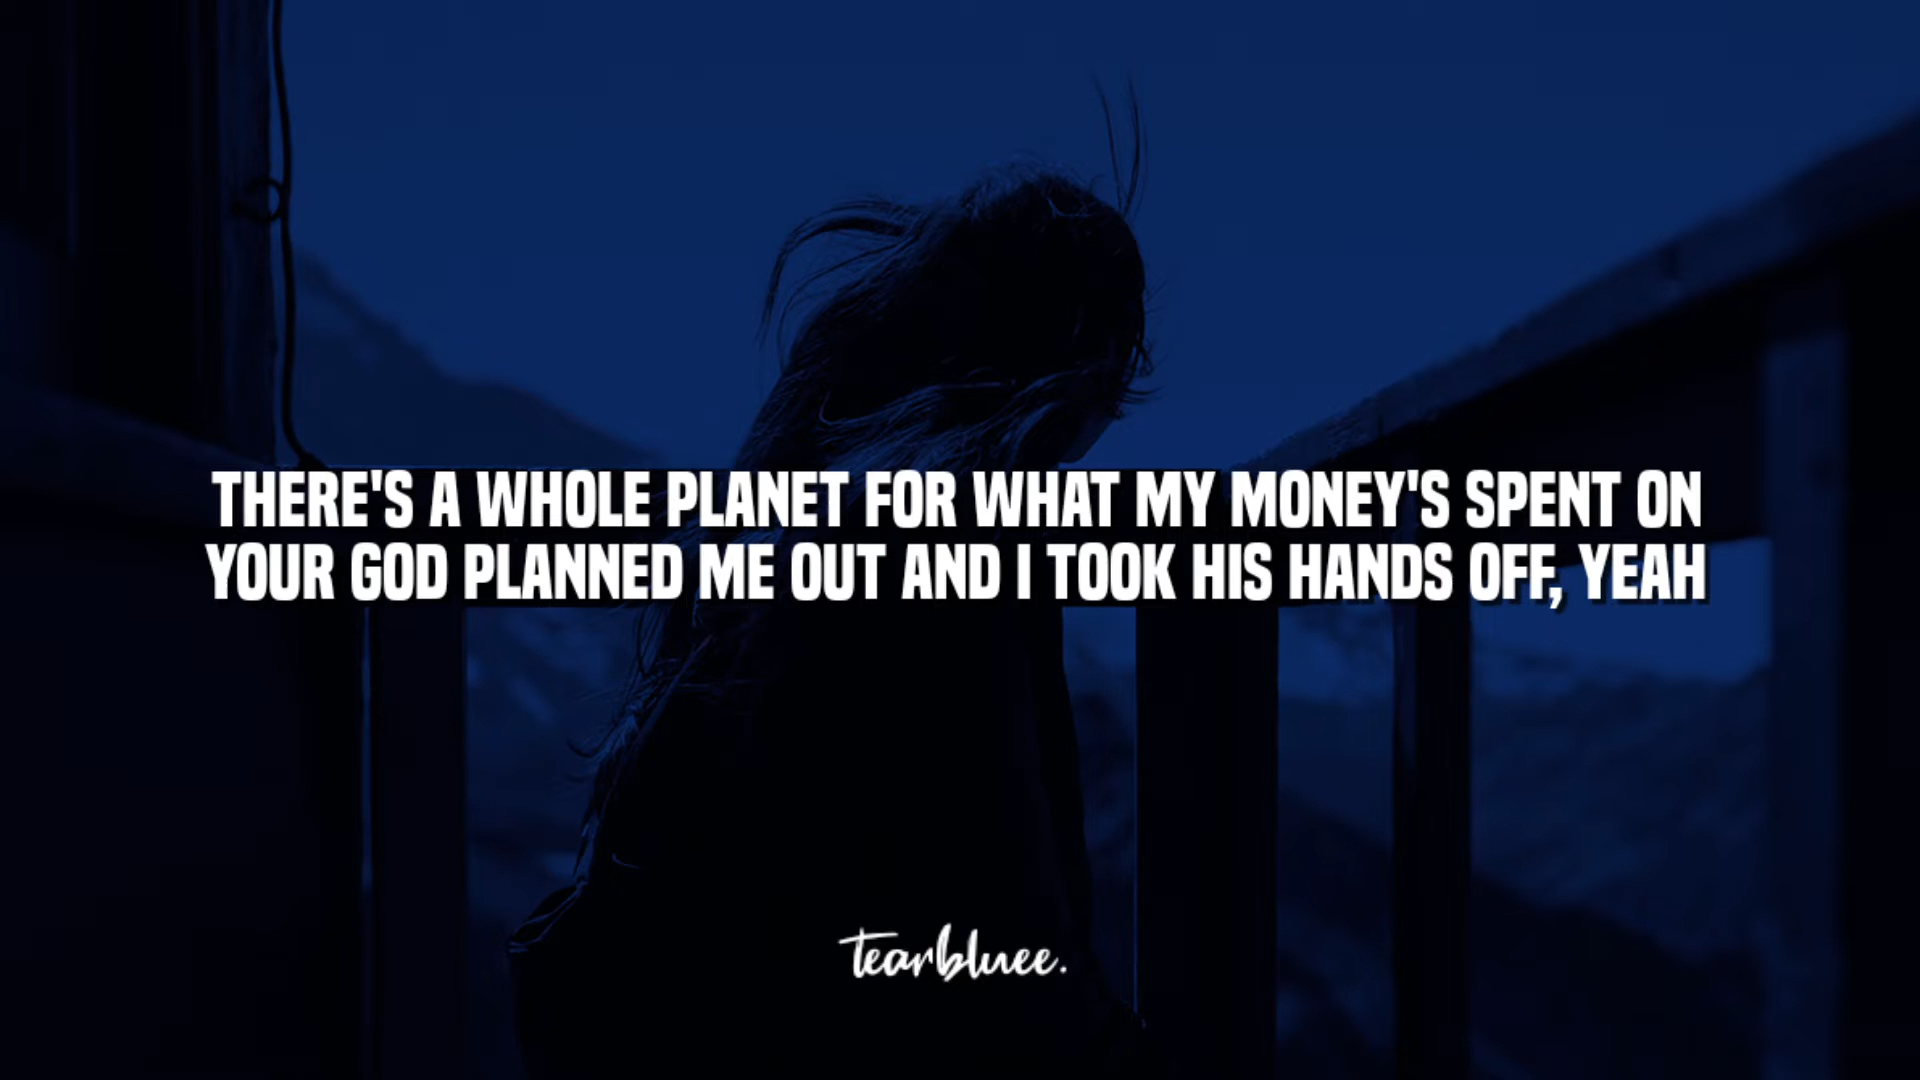 THERE'S A WHOLE PLANET FOR WHAT MY MONEY'S SPENT ON
YOUR GOD PLANNED ME OUT AND I TOOK HIS HANDS OFF, YEAH
tearbluee.